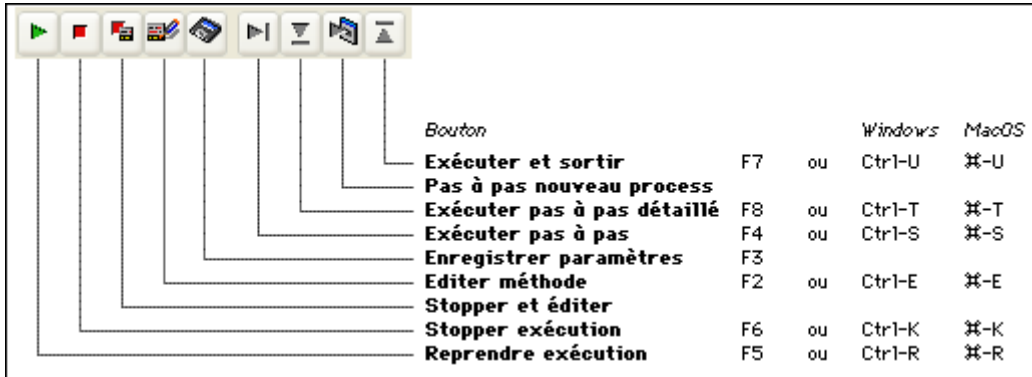 Bouton Windows MacOS
Exécuter et sortir F7 ou Ctrl-U ⌘-U
Pas à pas nouveau process
Exécuter pas à pas détaillé F8 ou Ctrl-T ⌘-T
Exécuter pas à pas F4 ou Ctrl-S ⌘-S
Enregistrer paramètres F3
Editer méthode F2 ou Ctrl-E ⌘-E
Stopper et éditer
Stopper exécution F6 ou Ctrl-K ⌘-K
Reprendre exécution F5 ou Ctrl-R ⌘-R